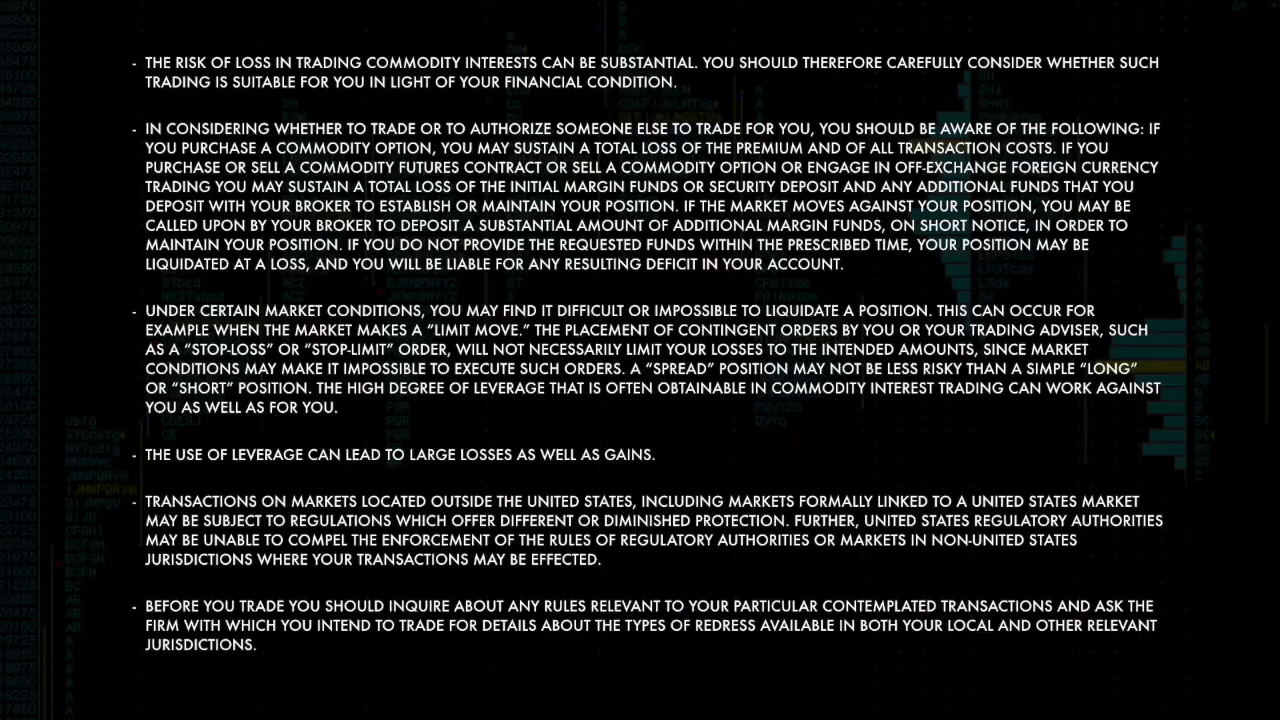 - THE RISK OF LOSS IN TRADING COMMODITY INTERESTS CAN BE SUBSTANTIAL. YOU SHOULD THEREFORE CAREFULLY CONSIDER WHETHER SUCH
TRADING IS SUITABLE FOR YOU IN LIGHT OF YOUR FINANCIAL CONDITION.
- IN CONSIDERING WHETHER TO TRADE OR TO AUTHORIZE SOMEONE ELSE TO TRADE FOR YOU, YOU SHOULD BE AWARE OF THE FOLLOWING: IF
YOU PURCHASE A COMMODITY OPTION, YOU MAY SUSTAIN A TOTAL LOSS OF THE PREMIUM AND OF ALL TRANSACTION COSTS. IF YOU
PURCHASE OR SELL A COMMODITY FUTURES CONTRACT OR SELL A COMMODITY OPTION OR ENGAGE IN OFF-EXCHANGE FOREIGN CURRENCY
TRADING YOU MAY SUSTAIN A TOTAL LOSS OF THE INITIAL MARGIN FUNDS OR SECURITY DEPOSIT AND ANY ADDITIONAL FUNDS THAT YOU
DEPOSIT WITH YOUR BROKER TO ESTABLISH OR MAINTAIN YOUR POSITION. IF THE MARKET MOVES AGAINST YOUR POSITION, YOU MAY BE
CALLED UPON BY YOUR BROKER TO DEPOSIT A SUBSTANTIAL AMOUNT OF ADDITIONAL MARGIN FUNDS, ON SHORT NOTICE, IN ORDER TO
MAINTAIN YOUR POSITION. IF YOU DO NOT PROVIDE THE REQUESTED FUNDS WITHIN THE PRESCRIBED TIME, YOUR POSITION MAY BE
LIQUIDATED AT A LOSS, AND YOU WILL BE LIABLE FOR ANY RESULTING DEFICIT IN YOUR ACCOUNT.
- UNDER CERTAIN MARKET CONDITIONS, YOU MAY FIND IT DIFFICULT OR IMPOSSIBLE TO LIQUIDATE A POSITION. THIS CAN OCCUR FOR
EXAMPLE WHEN THE MARKET MAKES A “LIMIT MOVE.” THE PLACEMENT OF CONTINGENT ORDERS BY YOU OR YOUR TRADING ADVISER, SUCH
AS A “STOP-LOSS” OR “STOP-LIMIT” ORDER, WILL NOT NECESSARILY LIMIT YOUR LOSSES TO THE INTENDED AMOUNTS, SINCE MARKET
CONDITIONS MAY MAKE IT IMPOSSIBLE TO EXECUTE SUCH ORDERS. A “SPREAD” POSITION MAY NOT BE LESS RISKY THAN A SIMPLE “LONG”
OR “SHORT” POSITION. THE HIGH DEGREE OF LEVERAGE THAT IS OFTEN OBTAINABLE IN COMMODITY INTEREST TRADING CAN WORK AGAINST
YOU AS WELL AS FOR YOU.
- THE USE OF LEVERAGE CAN LEAD TO LARGE LOSSES AS WELL AS GAINS.
- TRANSACTIONS ON MARKETS LOCATED OUTSIDE THE UNITED STATES, INCLUDING MARKETS FORMALLY LINKED TO A UNITED STATES MARKET
MAY BE SUBJECT TO REGULATIONS WHICH OFFER DIFFERENT OR DIMINISHED PROTECTION. FURTHER, UNITED STATES REGULATORY AUTHORITIES
MAY BE UNABLE TO COMPEL THE ENFORCEMENT OF THE RULES OF REGULATORY AUTHORITIES OR MARKETS IN NON-UNITED STATES
JURISDICTIONS WHERE YOUR TRANSACTIONS MAY BE EFFECTED.
- BEFORE YOU TRADE YOU SHOULD INQUIRE ABOUT ANY RULES RELEVANT TO YOUR PARTICULAR CONTEMPLATED TRANSACTIONS AND ASK THE
FIRM WITH WHICH YOU INTEND TO TRADE FOR DETAILS ABOUT THE TYPES OF REDRESS AVAILABLE IN BOTH YOUR LOCAL AND OTHER RELEVANT
JURISDICTIONS.